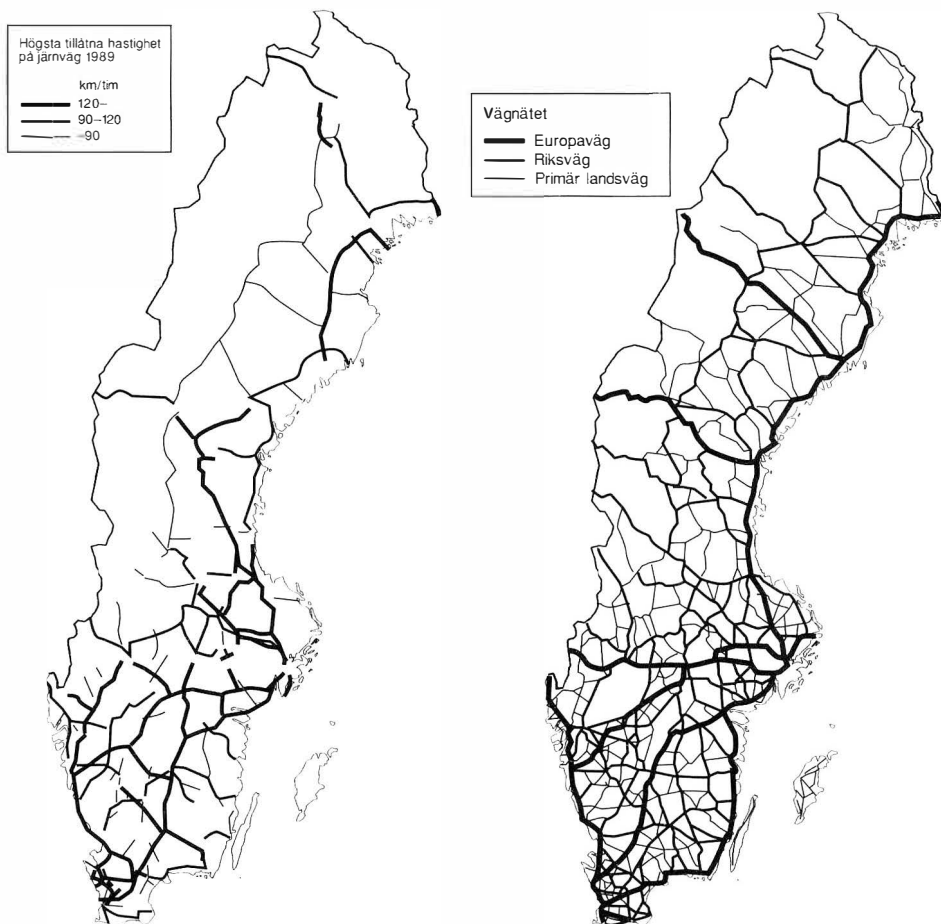 Högsta tillåtna hastighet
på järnväg 1989
km/tim
120–
90–120
–90
Vägnätet
Europaväg
Riksväg
Primär landsväg